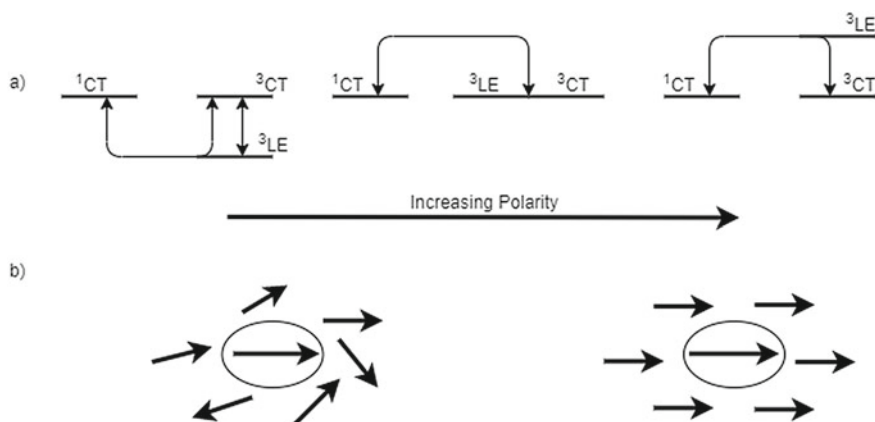 ³LE
¹CT ³CT ¹CT ³LE ³CT ¹CT ³CT
a)
³LE
Increasing Polarity
b)